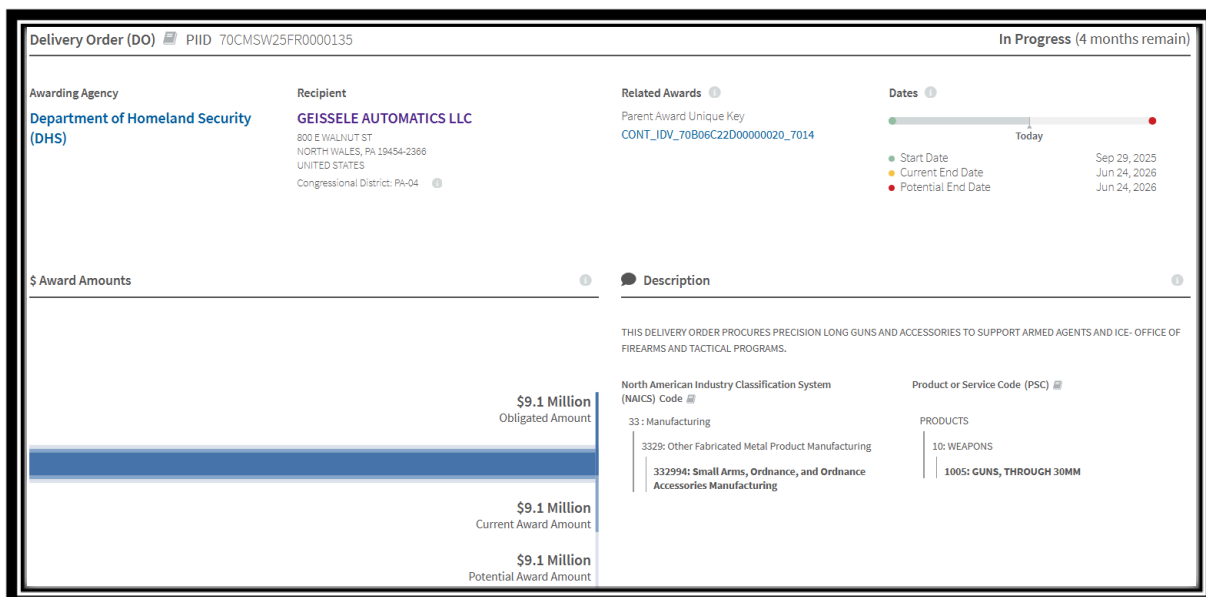 Delivery Order (DO) PIID 70CMSW25FR0000135
In Progress (4 months remain)
Awarding Agency
Department of Homeland Security
(DHS)
Recipient
GEISSELE AUTOMATICS LLC
800 E WALNUT ST
NORTH WALES, PA 19454-2366
UNITED STATES
Congressional District: PA-04
Related Awards
Parent Award Unique Key
CONT_IDV_70B06C22D00000020_7014
Dates
Today
Start Date Sep 29, 2025
Current End Date Jun 24, 2026
Potential End Date Jun 24, 2026
$ Award Amounts
$9.1 Million
Obligated Amount
$9.1 Million
Current Award Amount
$9.1 Million
Potential Award Amount
Description
THIS DELIVERY ORDER PROCURES PRECISION LONG GUNS AND ACCESSORIES TO SUPPORT ARMED AGENTS AND ICE- OFFICE OF
FIREARMS AND TACTICAL PROGRAMS.
North American Industry Classification System
(NAICS) Code
33 : Manufacturing
3329: Other Fabricated Metal Product Manufacturing
332994: Small Arms, Ordnance, and Ordnance
Accessories Manufacturing
Product or Service Code (PSC)
PRODUCTS
10: WEAPONS
1005: GUNS, THROUGH 30MM